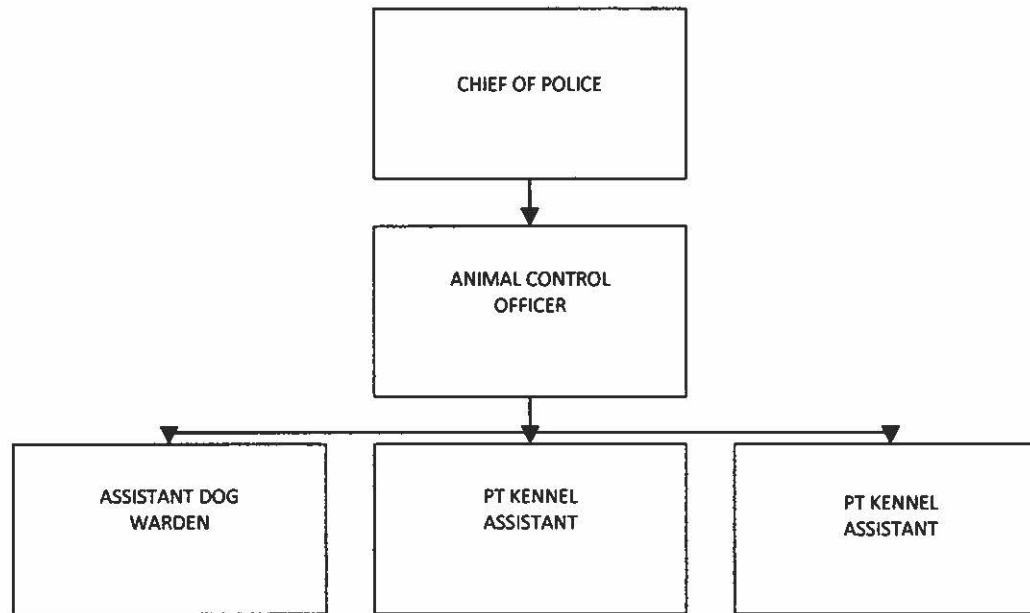 CHIEF OF POLICE
ANIMAL CONTROL
OFFICER
ASSISTANT DOG
WARDEN
PT KENNEL
ASSISTANT
PT KENNEL
ASSISTANT